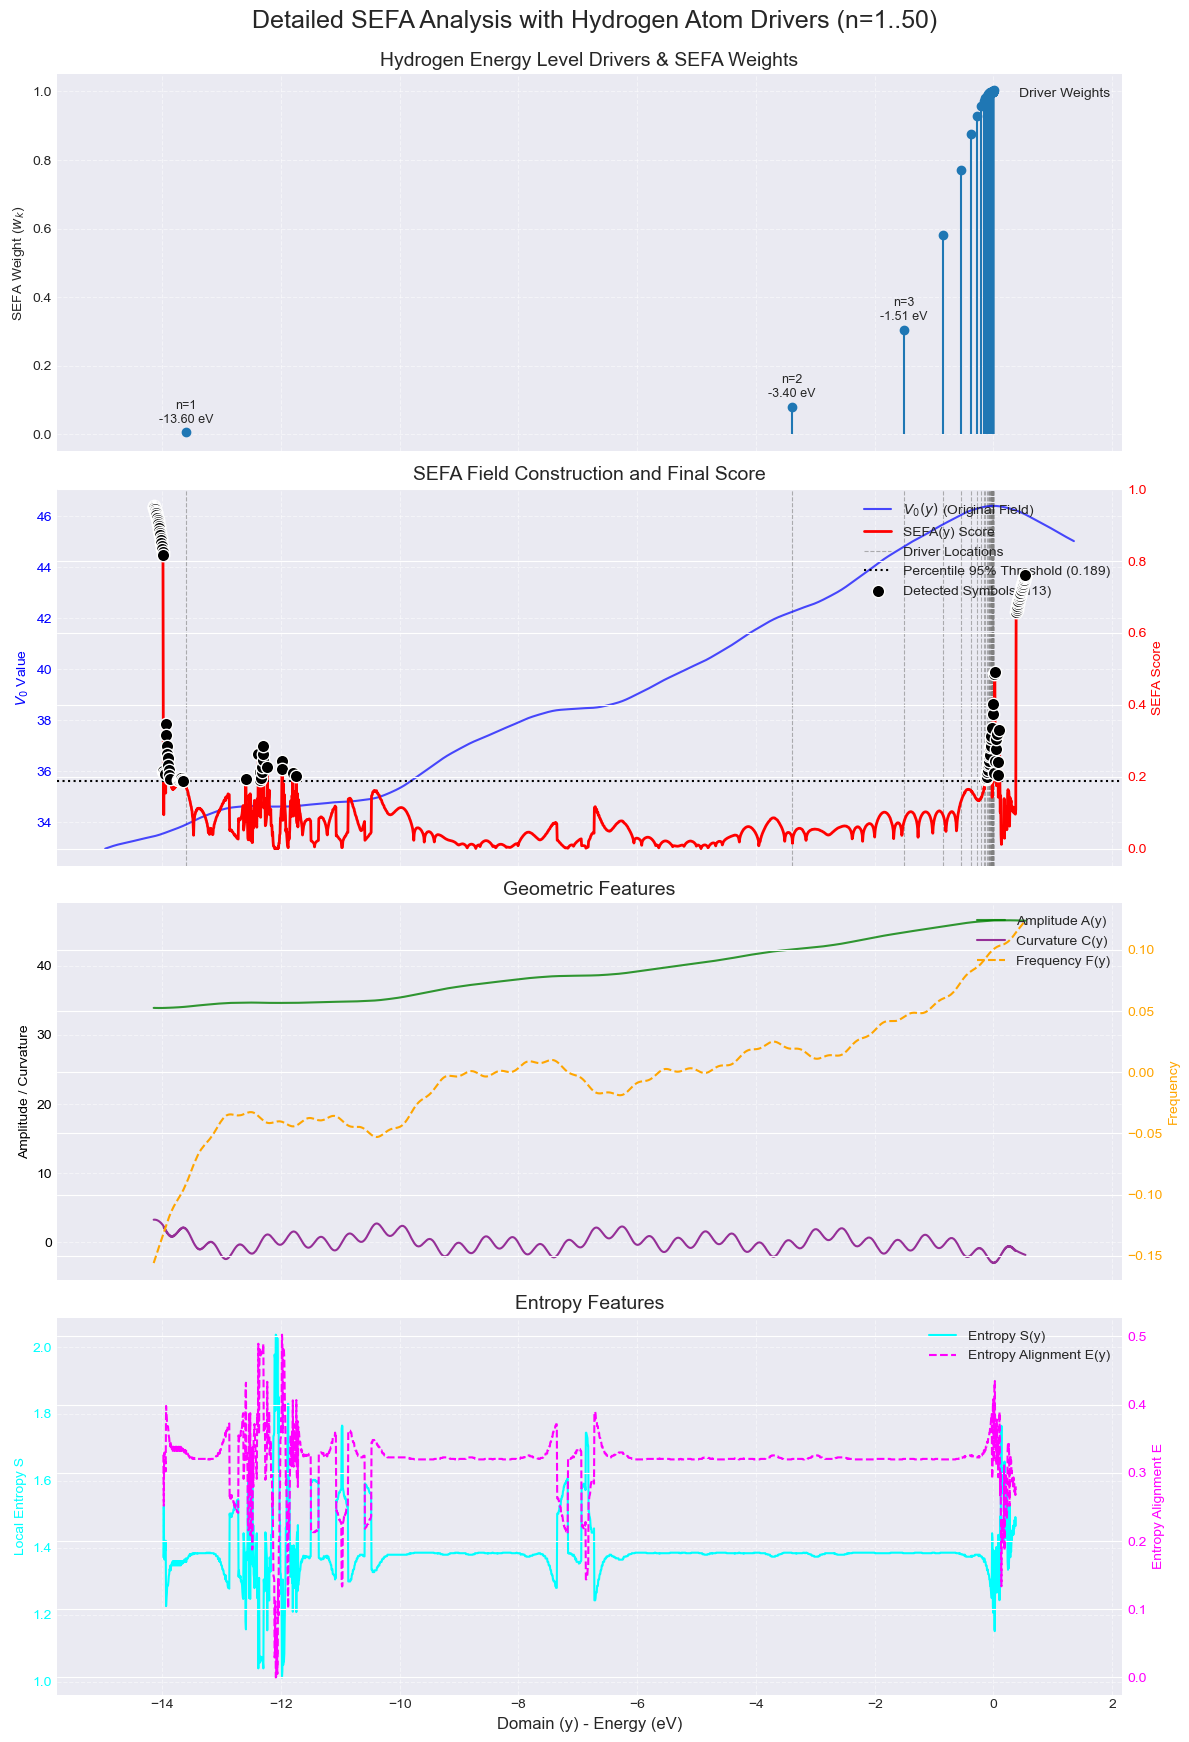 Detailed SEFA Analysis with Hydrogen Atom Drivers (n=1..50)
Hydrogen Energy Level Drivers & SEFA Weights
Driver Weights
SEFA Weight (w_k)
1.0
0.8
0.6
0.4
0.2
0.0
n=1
-13.60 eV
n=2
-3.40 eV
n=3
-1.51 eV
SEFA Field Construction and Final Score
V_0(y) (Original Field)
SEFA(y) Score
Driver Locations
Percentile 95% Threshold (0.189)
Detected Symbols
13)
V_0 Value
46
44
42
40
38
36
34
1.0
0.8
0.6
0.4
0.2
0.0
SEFA Score
Geometric Features
Amplitude A(y)
Curvature C(y)
Frequency F(y)
Amplitude / Curvature
40
30
20
10
0
0.10
0.05
0.00
−0.05
−0.10
−0.15
Frequency
Entropy Features
Entropy S(y)
Entropy Alignment E(y)
Local Entropy S
2.0
1.8
1.6
1.4
1.2
1.0
0.5
0.4
0.3
0.2
0.1
0.0
Entropy Alignment E
−14 −12 −10 −8 −6 −4 −2 0 2
Domain (y) - Energy (eV)